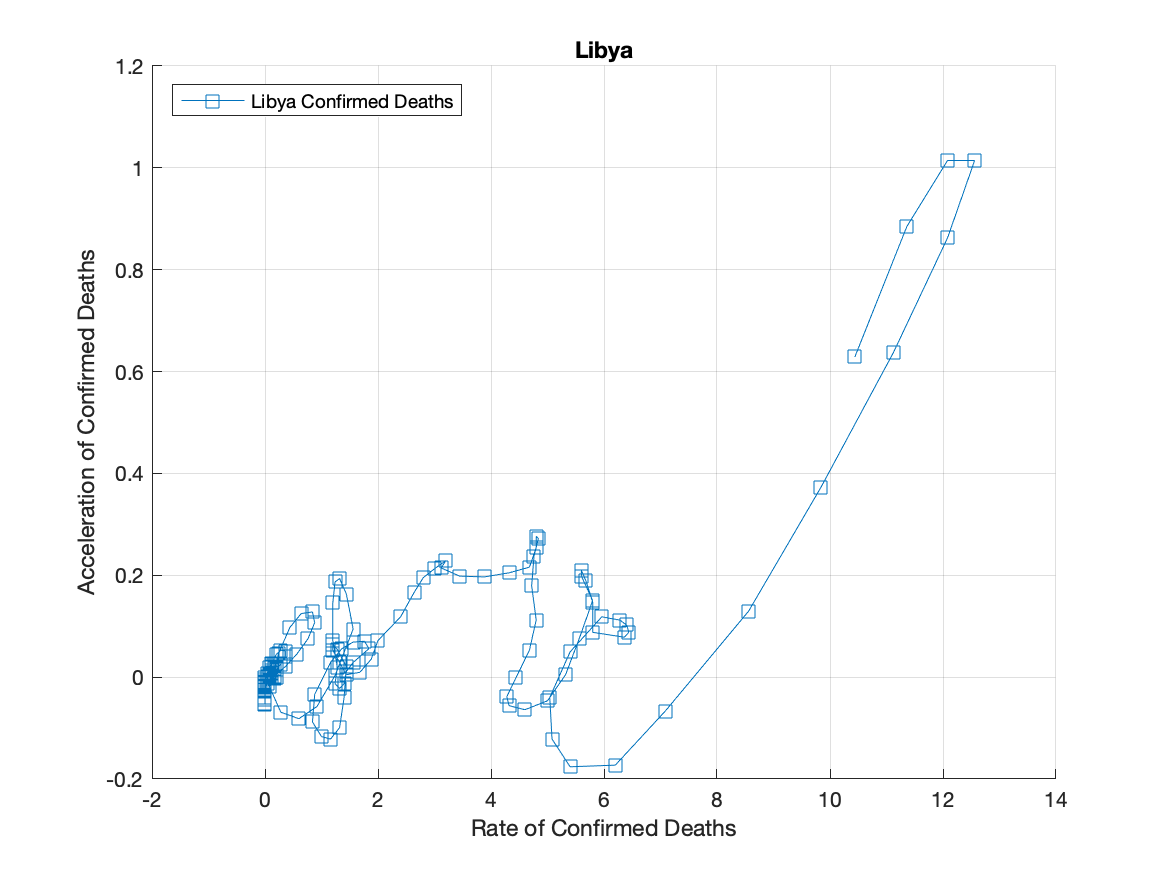 Libya
Libya Confirmed Deaths
Acceleration of Confirmed Deaths
1.2
1
0.8
0.6
0.4
0.2
0
-0.2
-2 0 2 4 6 8 10 12 14
Rate of Confirmed Deaths